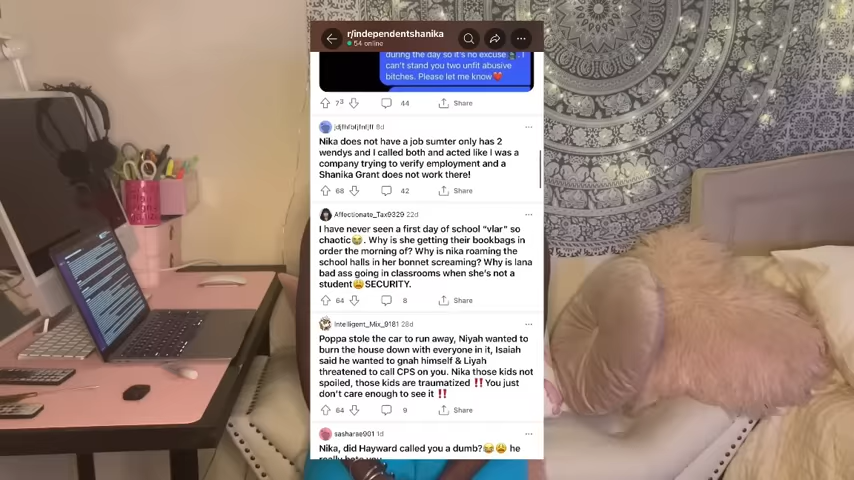 r/independentshanika
54 online
during the day so it's no excuse. I
can't stand you two unfit abusive
bitches. Please let me know❤️
73 44 Share
jdjfhfbfjfnfjff 8d
Nika does not have a job sumter only has 2
wendys and I called both and acted like I was a
company trying to verify employment and a
Shanika Grant does not work there!
68 42 Share
Affectionate_Tax9329 22d
I have never seen a first day of school “vlar” so
chaotic😭. Why is she getting their bookbags in
order the morning of? Why is nika roaming the
school halls in her bonnet screaming? Why is lana
bad ass going in classrooms when she's not a
student😩SECURITY.
64 8 Share
Intelligent_Mix_9181 28d
Poppa stole the car to run away, Niyah wanted to
burn the house down with everyone in it, Isaiah
said he wanted to gnah himself & Liyah
threatened to call CPS on you. Nika those kids not
spoiled, those kids are traumatized ‼️You just
don't care enough to see it ‼️
64 9 Share
sasharae901 1d
Nika, did Hayward called you a dumb?😂😩 he
really hate you